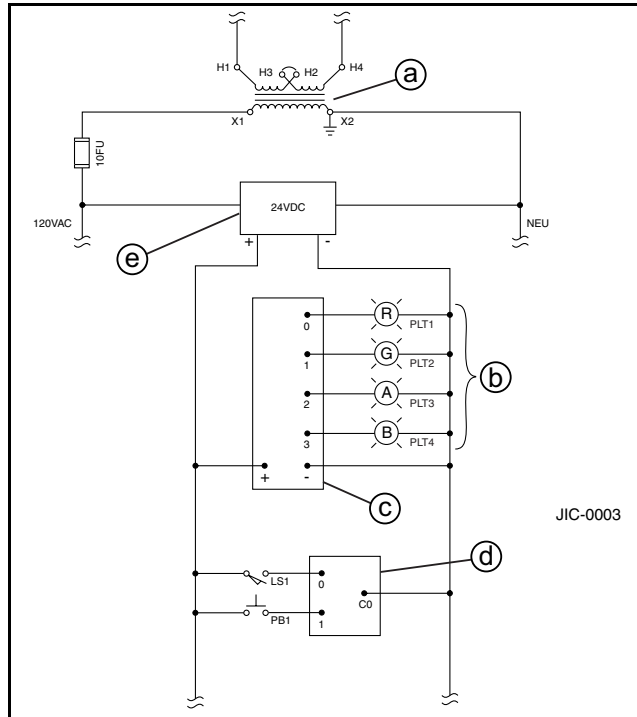 H1 H3 H2 H4
a
X1 X2
10FU
24VDC
120VAC NEU
e
+ -
R
0 PLT1
G
1 PLT2
b
A
2 PLT3
B
3 PLT4
+ -
c
JIC-0003
d
LS1 0
C0
PB1 1